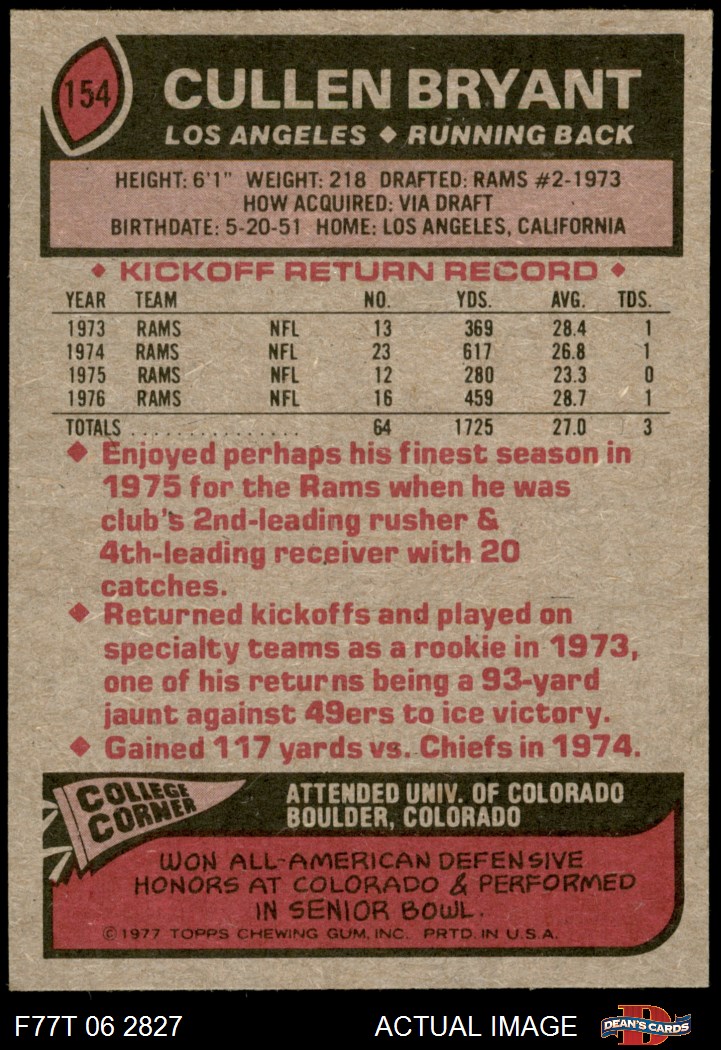 154
CULLEN BRYANT
LOS ANGELES ◆ RUNNING BACK
HEIGHT: 6'1" WEIGHT: 218 DRAFTED: RAMS #2-1973
HOW ACQUIRED: VIA DRAFT
BIRTHDATE: 5-20-51 HOME: LOS ANGELES, CALIFORNIA
◆ KICKOFF RETURN RECORD ◆
YEAR TEAM NO. YDS. AVG. TDS.
1973 RAMS NFL 13 369 28.4 1
1974 RAMS NFL 23 617 26.8 1
1975 RAMS NFL 12 280 23.3 0
1976 RAMS NFL 16 459 28.7 1
TOTALS ................ 64 1725 27.0 3
◆ Enjoyed perhaps his finest season in
1975 for the Rams when he was
club's 2nd-leading rusher &
4th-leading receiver with 20
catches.
◆ Returned kickoffs and played on
specialty teams as a rookie in 1973,
one of his returns being a 93-yard
jaunt against 49ers to ice victory.
◆ Gained 117 yards vs. Chiefs in 1974.
COLLEGE
CORNER
ATTENDED UNIV. OF COLORADO
BOULDER, COLORADO
WON ALL-AMERICAN DEFENSIVE
HONORS AT COLORADO & PERFORMED
IN SENIOR BOWL.
©1977 TOPPS CHEWING GUM, INC. PRTD. IN U.S.A.
F77T 06 2827 ACTUAL IMAGE
D
DEAN'S CARDS